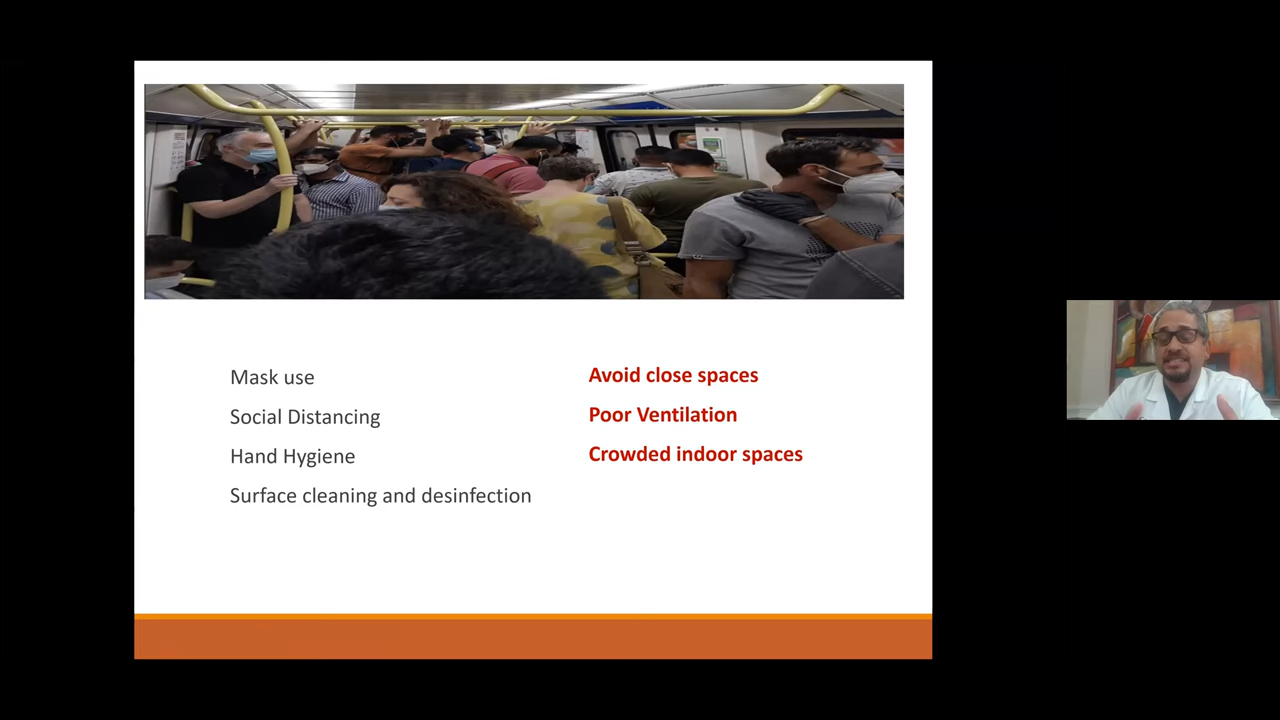 Mask use
Social Distancing
Hand Hygiene
Surface cleaning and desinfection
Avoid close spaces
Poor Ventilation
Crowded indoor spaces